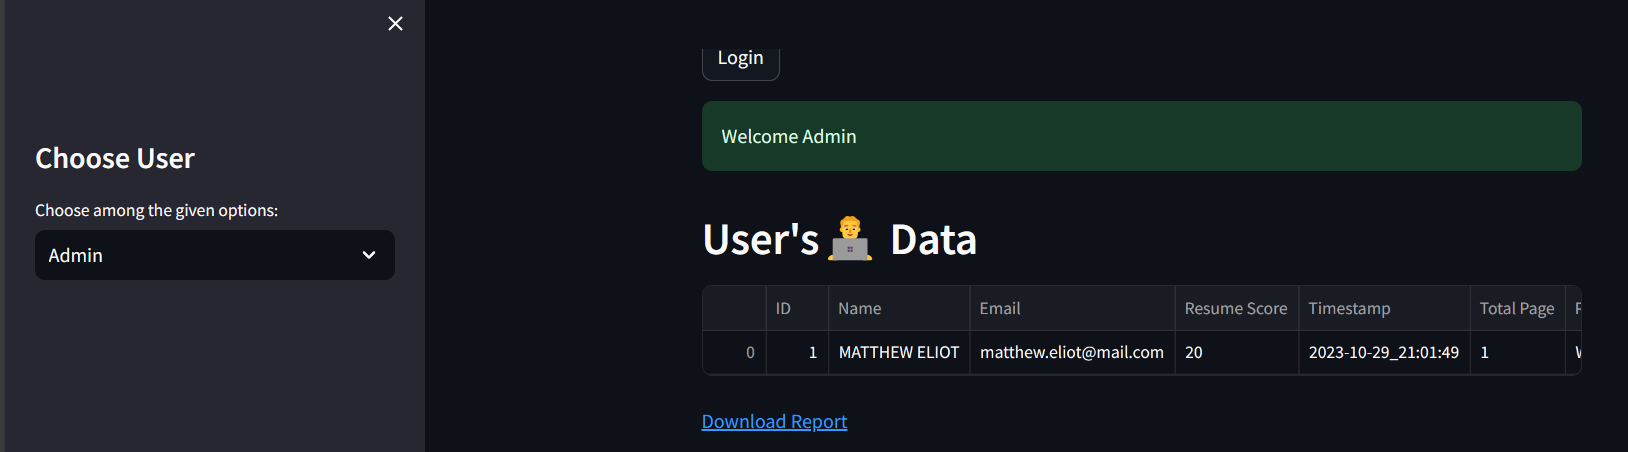 Choose User
Choose among the given options:
Admin
Login
Welcome Admin
User's Data
ID Name Email Resume Score Timestamp Total Page
0 1 MATTHEW ELIOT matthew.eliot@mail.com 20 2023-10-29_21:01:49 1
Download Report